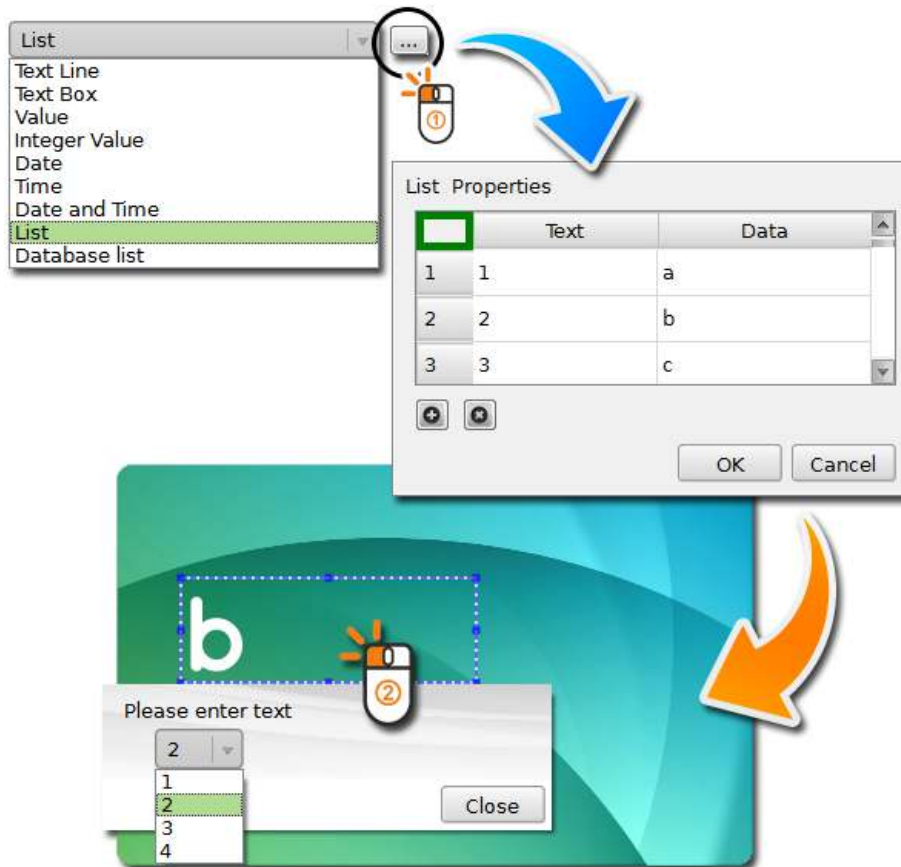 List
...
Text Line
Text Box
Value
Integer Value
Date
Time
Date and Time
List
Database list
①
List Properties
Text Data
1 1 a
2 2 b
3 3 c
OK Cancel
b
②
Please enter text
2
1
2
3
4
Close